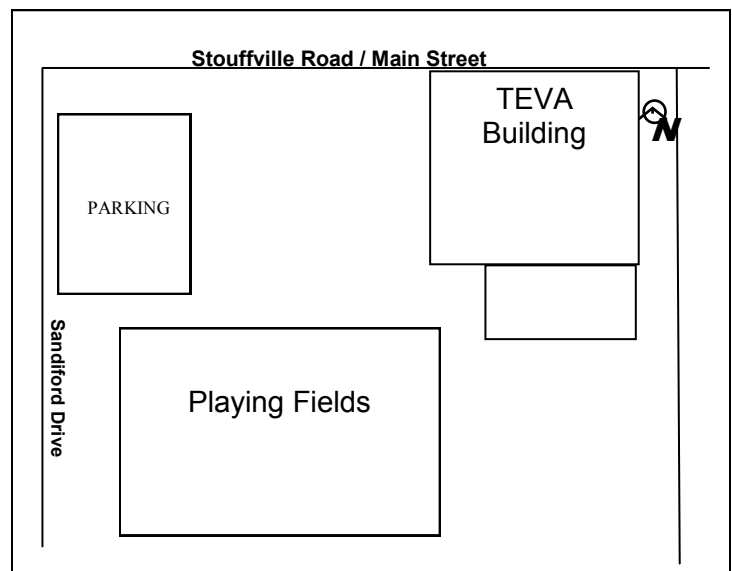 Stouffville Road / Main Street
TEVA
Building
N
PARKING
Sandiford Drive
Playing Fields